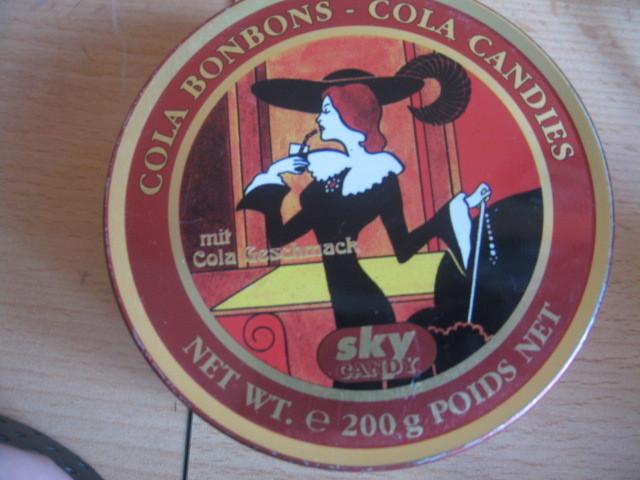 COLA BONBONS - COLA CANDIES
mit
Cola Geschmack
sky
CANDY
NET WT. e 200 g POIDS NET